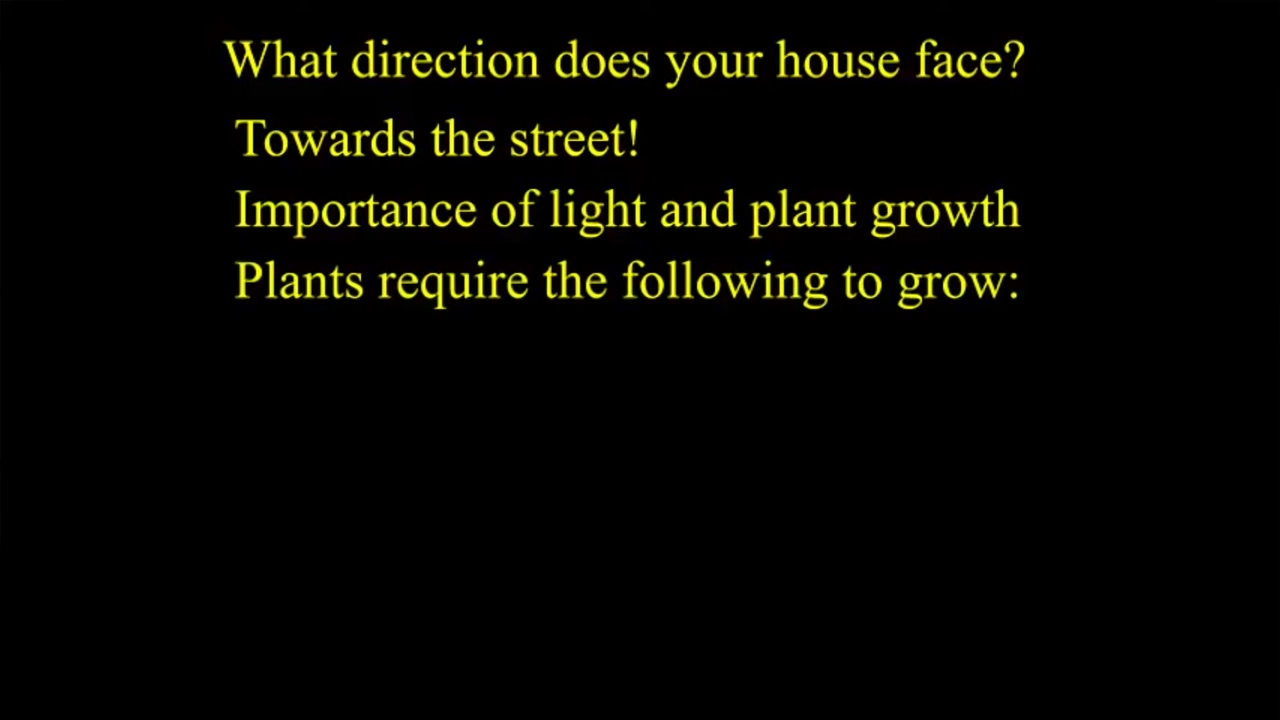 What direction does your house face?
Towards the street!
Importance of light and plant growth
Plants require the following to grow: